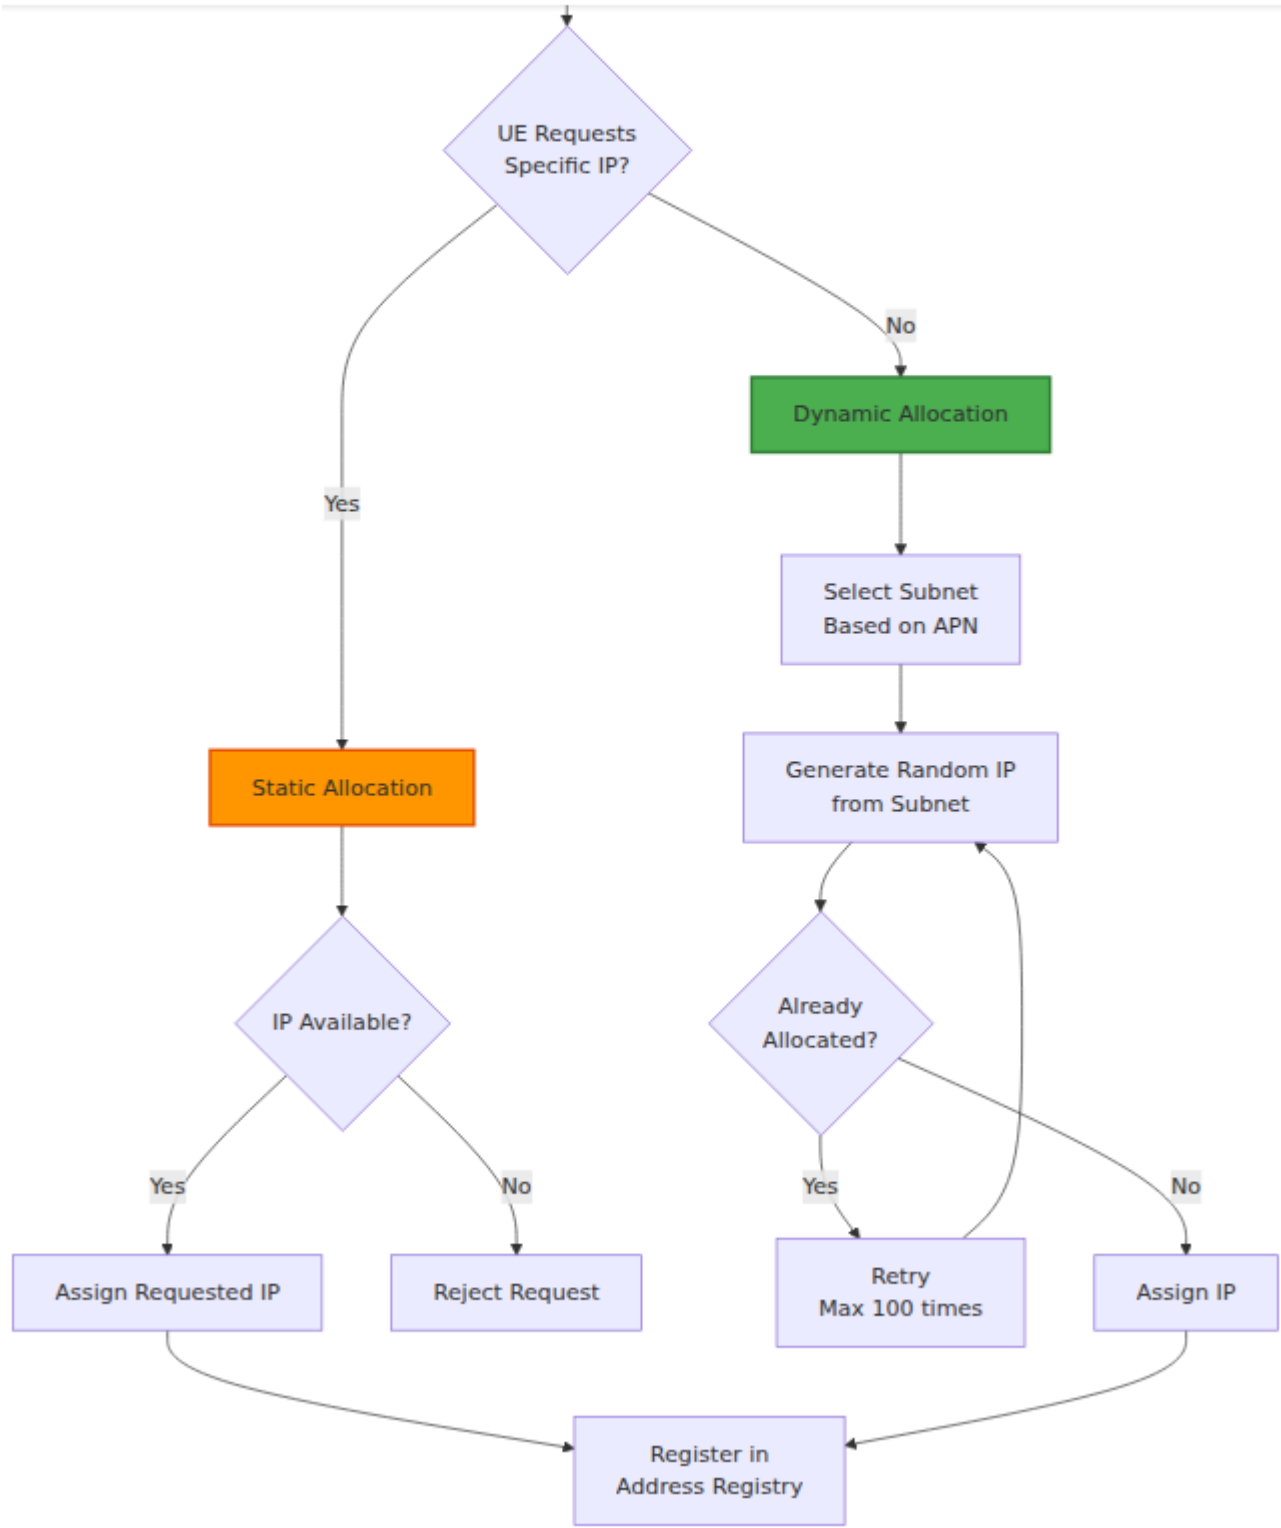 UE Requests
Specific IP?
No
Dynamic Allocation
Yes
Select Subnet
Based on APN
Static Allocation
Generate Random IP
from Subnet
IP Available?
Already
Allocated?
Yes
No
Yes
No
Assign Requested IP
Reject Request
Retry
Max 100 times
Assign IP
Register in
Address Registry